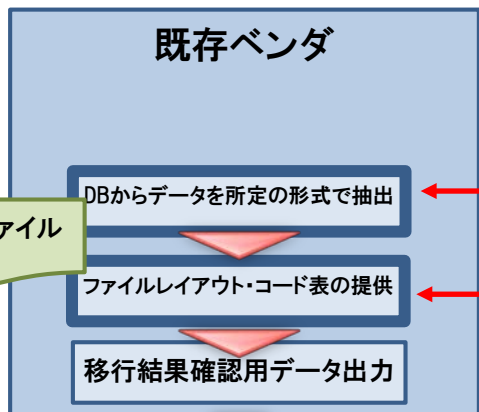 既存ベンダ
DBからデータを所定の形式で抽出
ァイル
ファイルレイアウト・コード表の提供
移行結果確認用データ出力